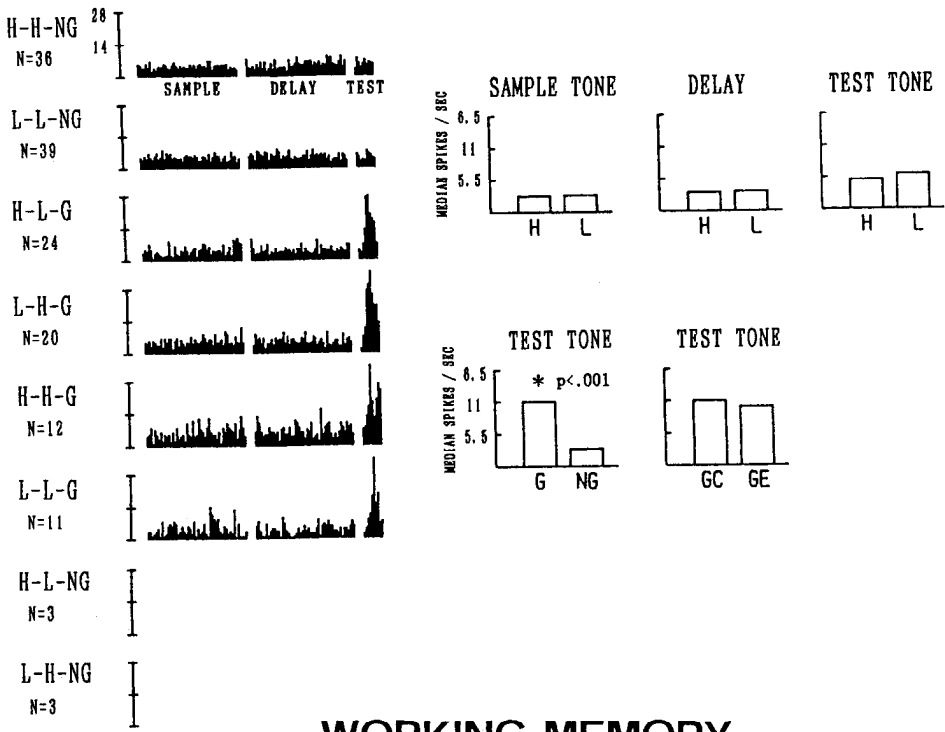 H-H-NG
N=36
28
14
SAMPLE DELAY TEST
L-L-NG
N=39
H-L-G
N=24
L-H-G
N=20
H-H-G
N=12
L-L-G
N=11
H-L-NG
N=3
L-H-NG
N=3
SAMPLE TONE
MEDIAN SPIKES / SEC
6.5
11
5.5
H L
DELAY
H L
TEST TONE
H L
TEST TONE
MEDIAN SPIKES / SEC
6.5
11
5.5
* p<.001
G NG
TEST TONE
GC GE
WORKING MEMORY